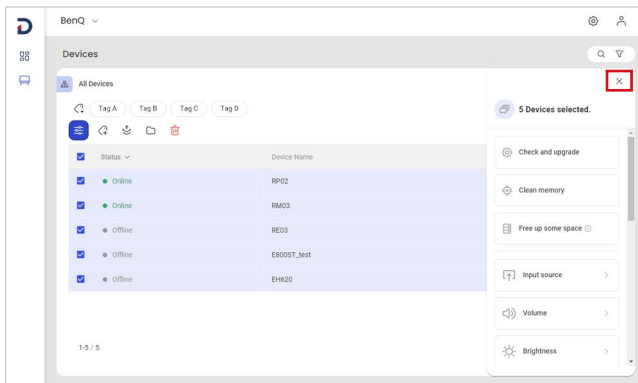 BenQ
Devices
All Devices
Tag A Tag B Tag C Tag D
5 Devices selected.
Status Device Name
Online RP02
Online RM03
Offline RE03
Offline E800ST_test
Offline EH620
1-5 / 5
Check and upgrade
Clean memory
Free up some space
Input source
Volume
Brightness